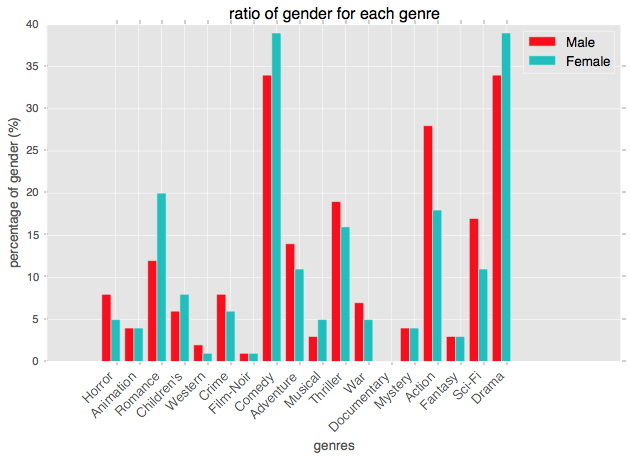 ratio of gender for each genre
Male
Female
percentage of gender (%)
40
35
30
25
20
15
10
5
0
Horror
Animation
Romance
Children's
Western
Crime
Film-Noir
Comedy
Adventure
Musical
Thriller
War
Documentary
Mystery
Action
Fantasy
Sci-Fi
Drama
genres